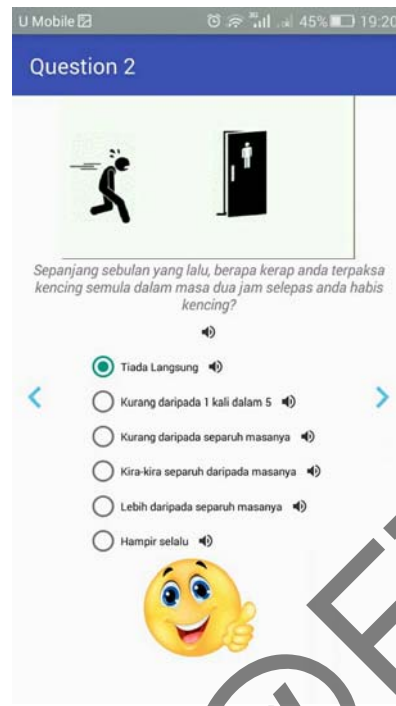 U Mobile 3G 45% 19:20
Question 2
Sepanjang sebulan yang lalu, berapa kerap anda terpaksa
kencing semula dalam masa dua jam selepas anda habis
kencing?
Tiada Langsung
Kurang daripada 1 kali dalam 5
Kurang daripada separuh masanya
Kira-kira separuh daripada masanya
Lebih daripada separuh masanya
Hampir selalu